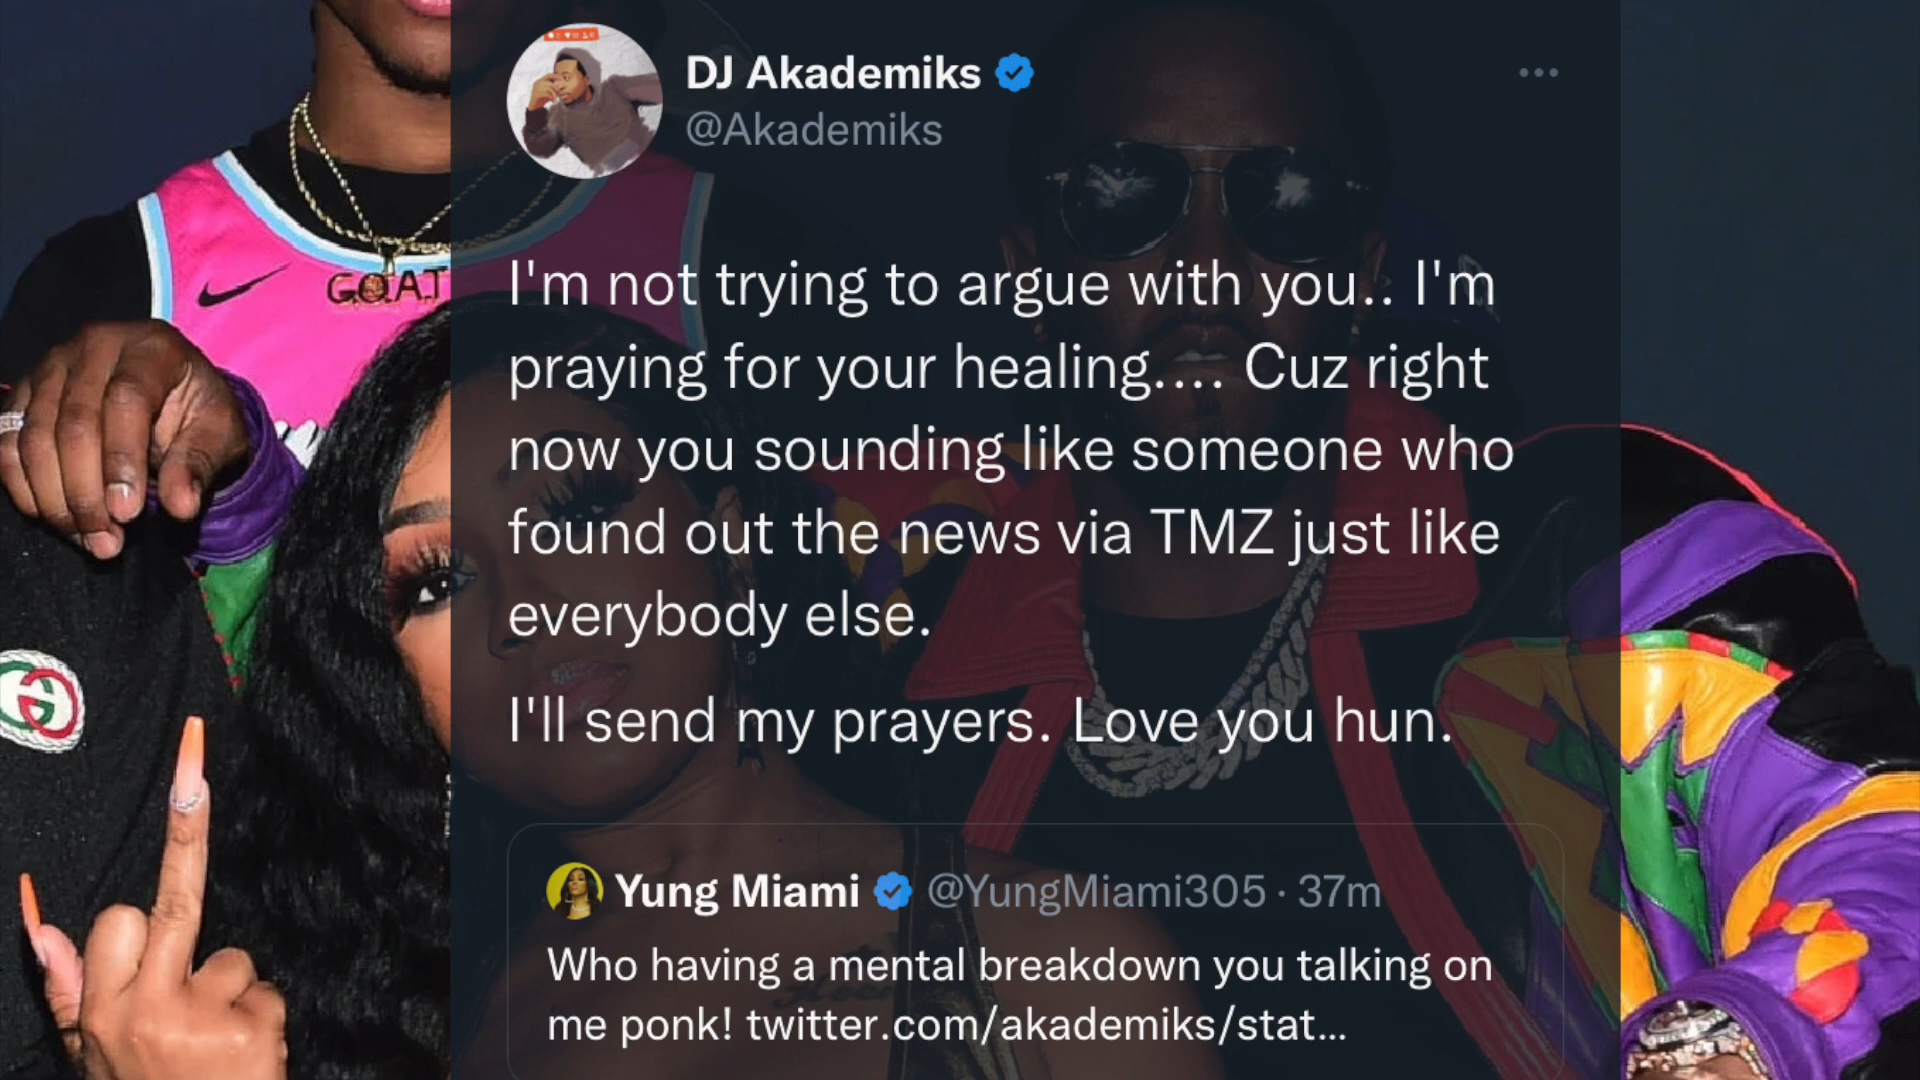 DJ Akademiks
@Akademiks
G.O.A.T
I'm not trying to argue with you.. I'm
praying for your healing.... Cuz right
now you sounding like someone who
found out the news via TMZ just like
everybody else.
I'll send my prayers. Love you hun.
Yung Miami @YungMiami305 · 37m
Who having a mental breakdown you talking on
me ponk! twitter.com/akademiks/stat...